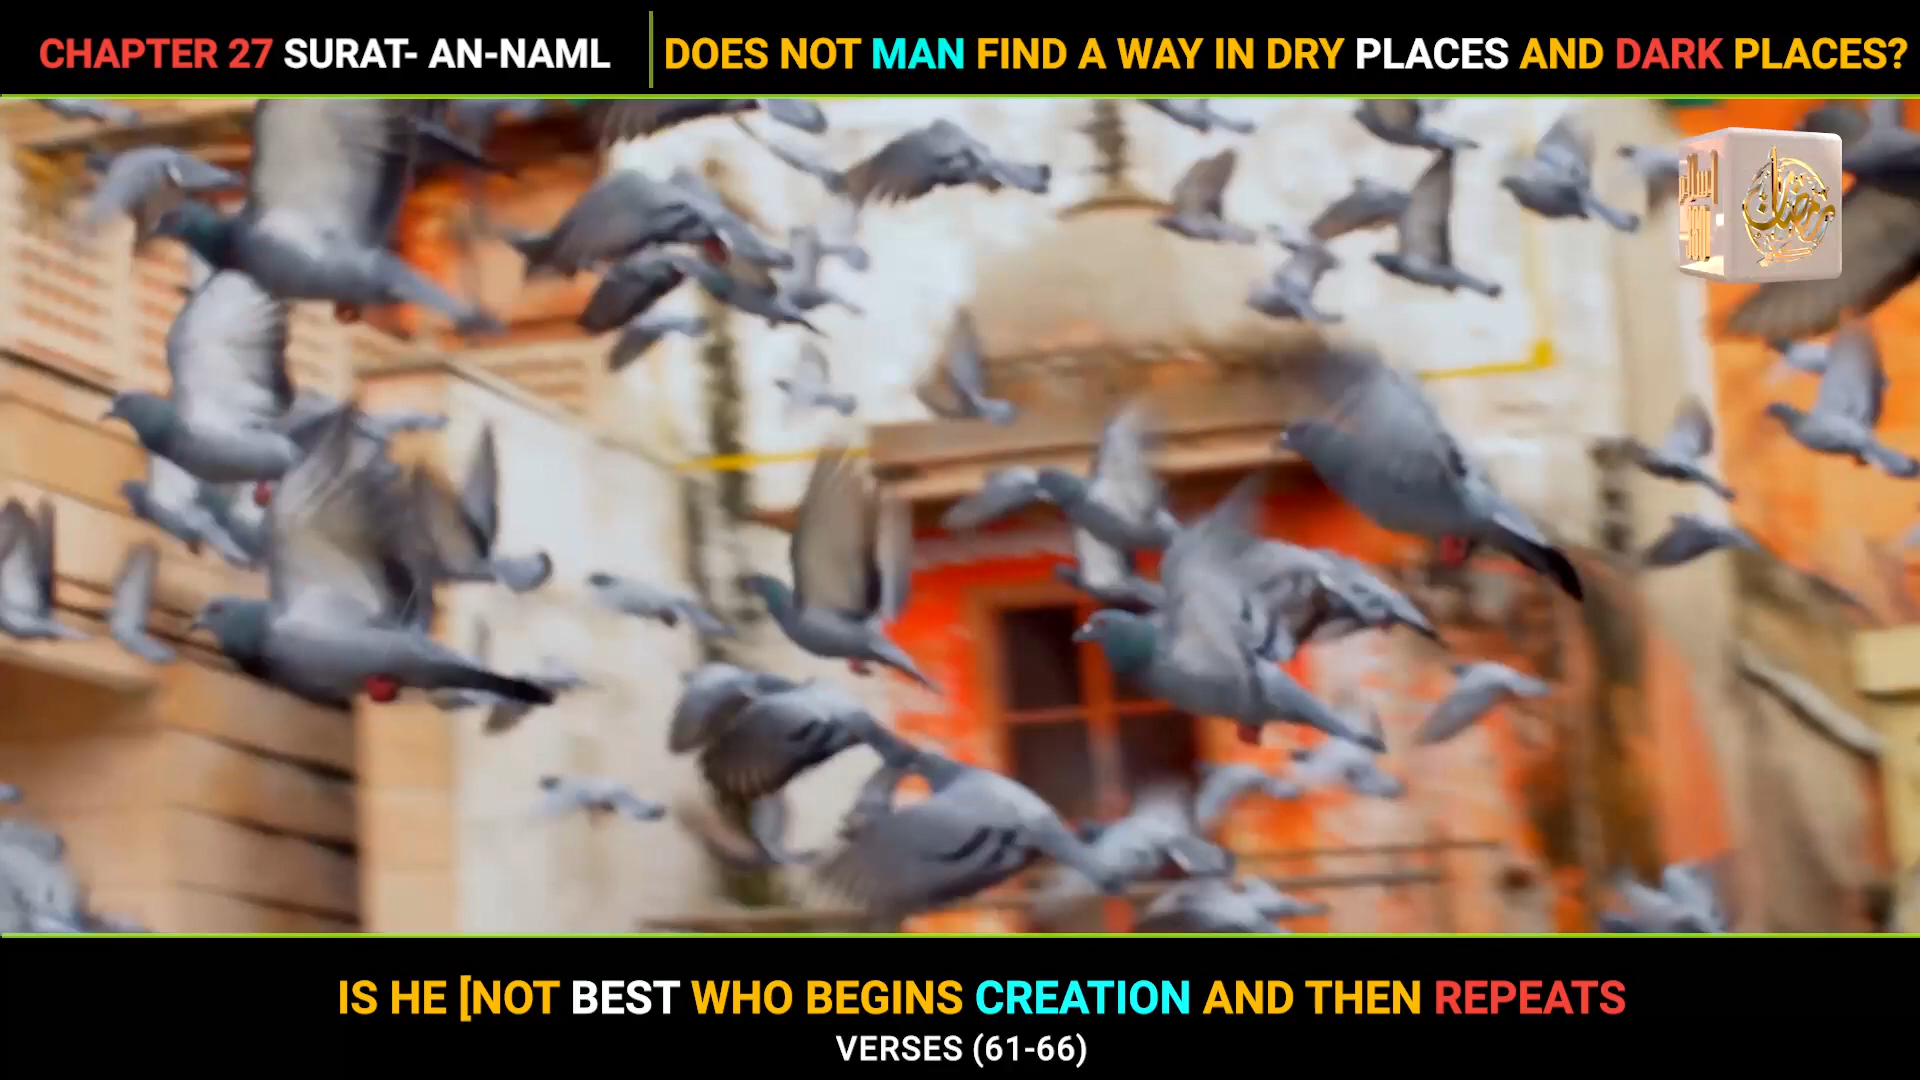 CHAPTER 27 SURAT- AN-NAML
DOES NOT MAN FIND A WAY IN DRY PLACES AND DARK PLACES?
IS HE [NOT BEST WHO BEGINS CREATION AND THEN REPEATS
VERSES (61-66)